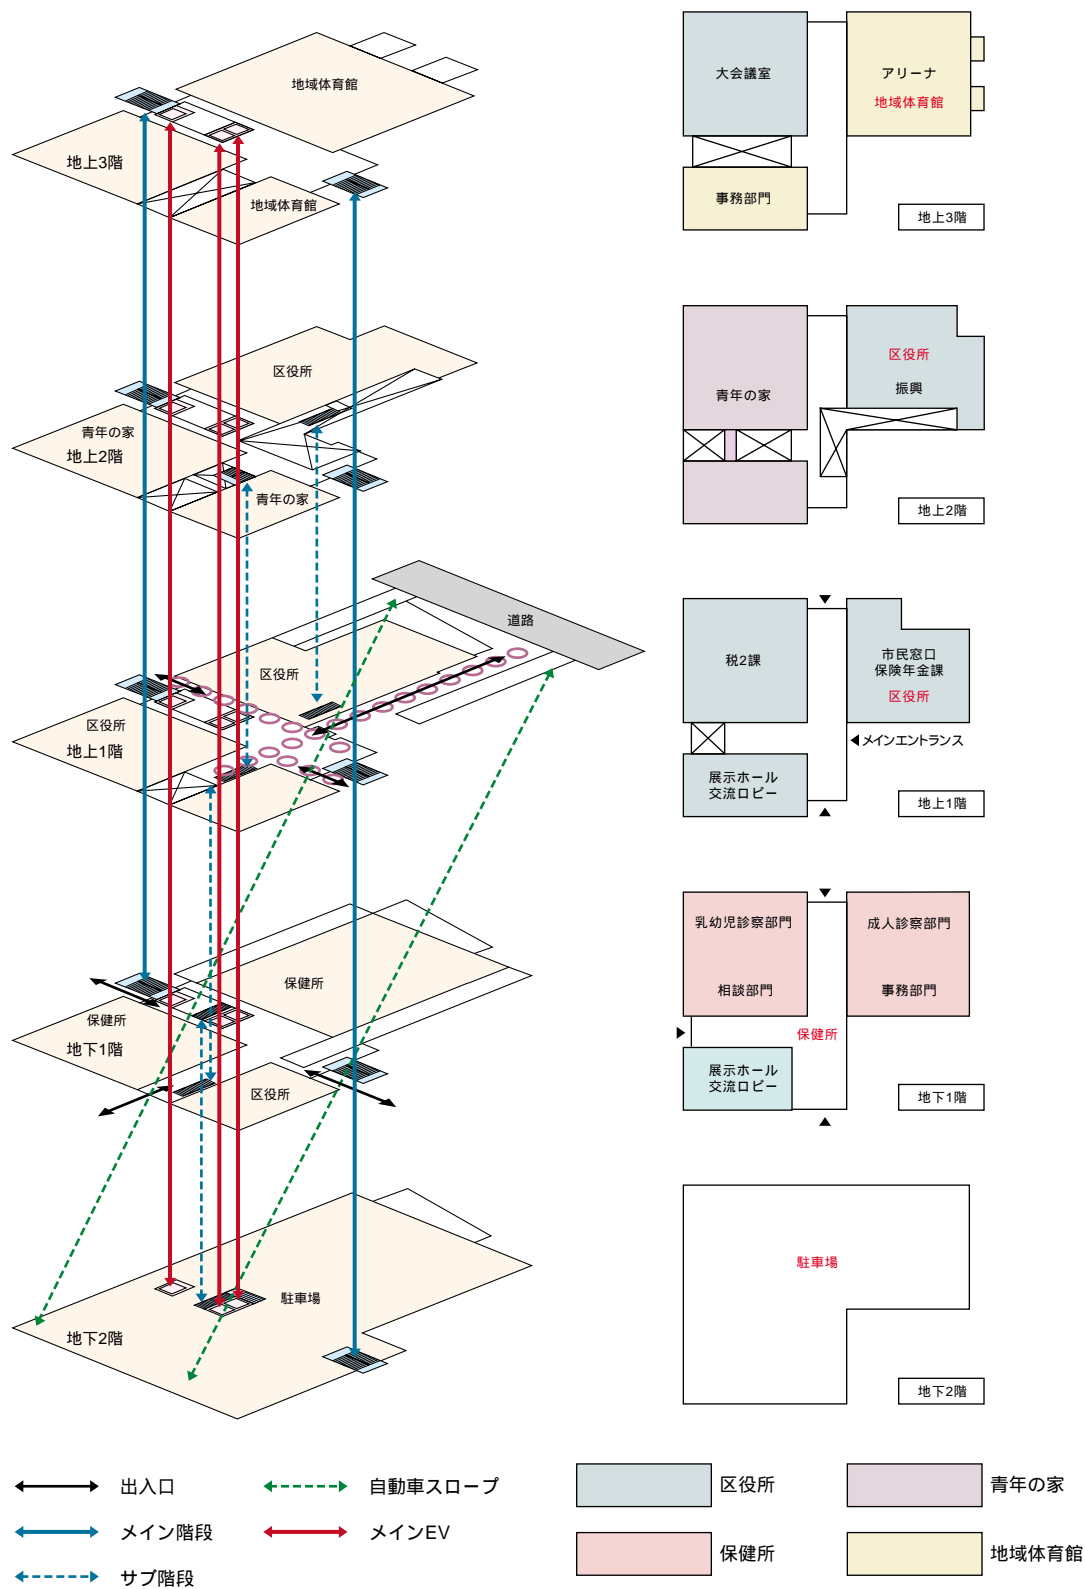 地域体育館
地上3階
地域体育館
大会議室
アリーナ
地域体育館
事務部門
地上3階
区役所
青年の家
地上2階
青年の家
区役所
振興
青年の家
地上2階
道路
区役所
区役所
地上1階
税2課
市民窓口
保険年金課
区役所
メインエントランス
展示ホール
交流ロビー
地上1階
保健所
保健所
地下1階
区役所
乳幼児診察部門
成人診察部門
相談部門
事務部門
保健所
展示ホール
交流ロビー
地下1階
駐車場
地下2階
駐車場
地下2階
出入口
自動車スロープ
区役所
青年の家
メイン階段
メインEV
保健所
地域体育館
サブ階段